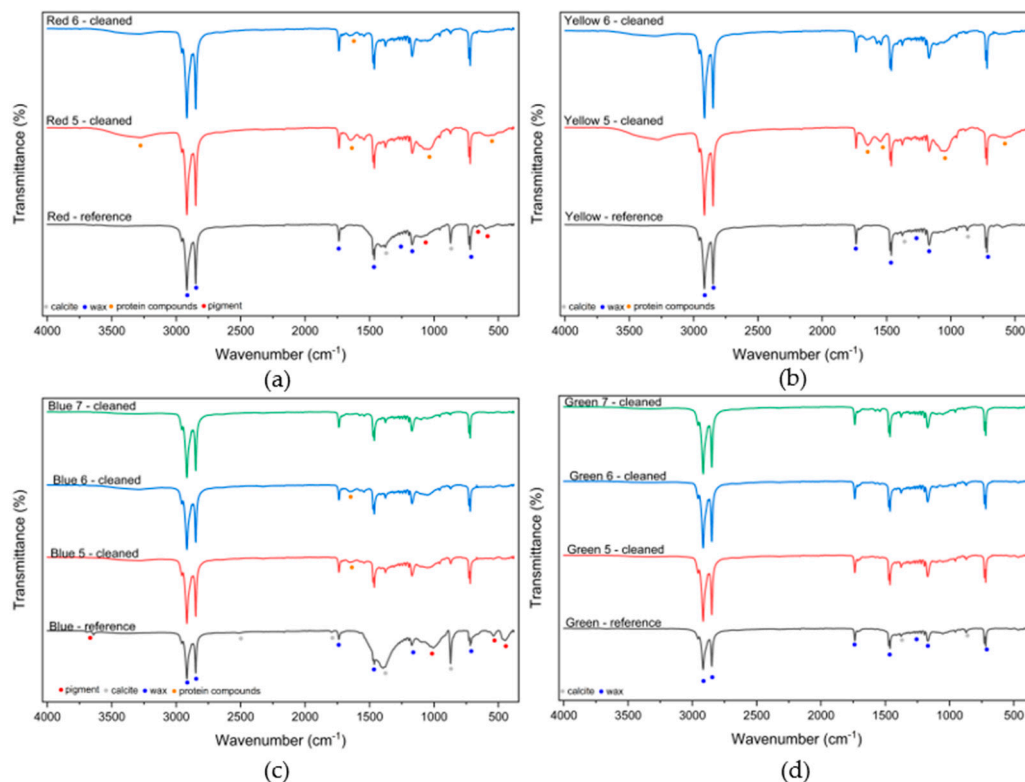 Red 6 - cleaned
Red 5 - cleaned
Red - reference
Transmittance (%)
calcite wax protein compounds pigment
4000 3500 3000 2500 2000 1500 1000 500
Wavenumber (cm-1)
(a)
Yellow 6 - cleaned
Yellow 5 - cleaned
Yellow - reference
Transmittance (%)
calcite wax protein compounds
4000 3500 3000 2500 2000 1500 1000 500
Wavenumber (cm-1)
(b)
Blue 7 - cleaned
Blue 6 - cleaned
Blue 5 - cleaned
Blue - reference
Transmittance (%)
pigment calcite wax protein compounds
4000 3500 3000 2500 2000 1500 1000 500
Wavenumber (cm-1)
(c)
Green 7 - cleaned
Green 6 - cleaned
Green 5 - cleaned
Green - reference
Transmittance (%)
calcite wax
4000 3500 3000 2500 2000 1500 1000 500
Wavenumber (cm-1)
(d)